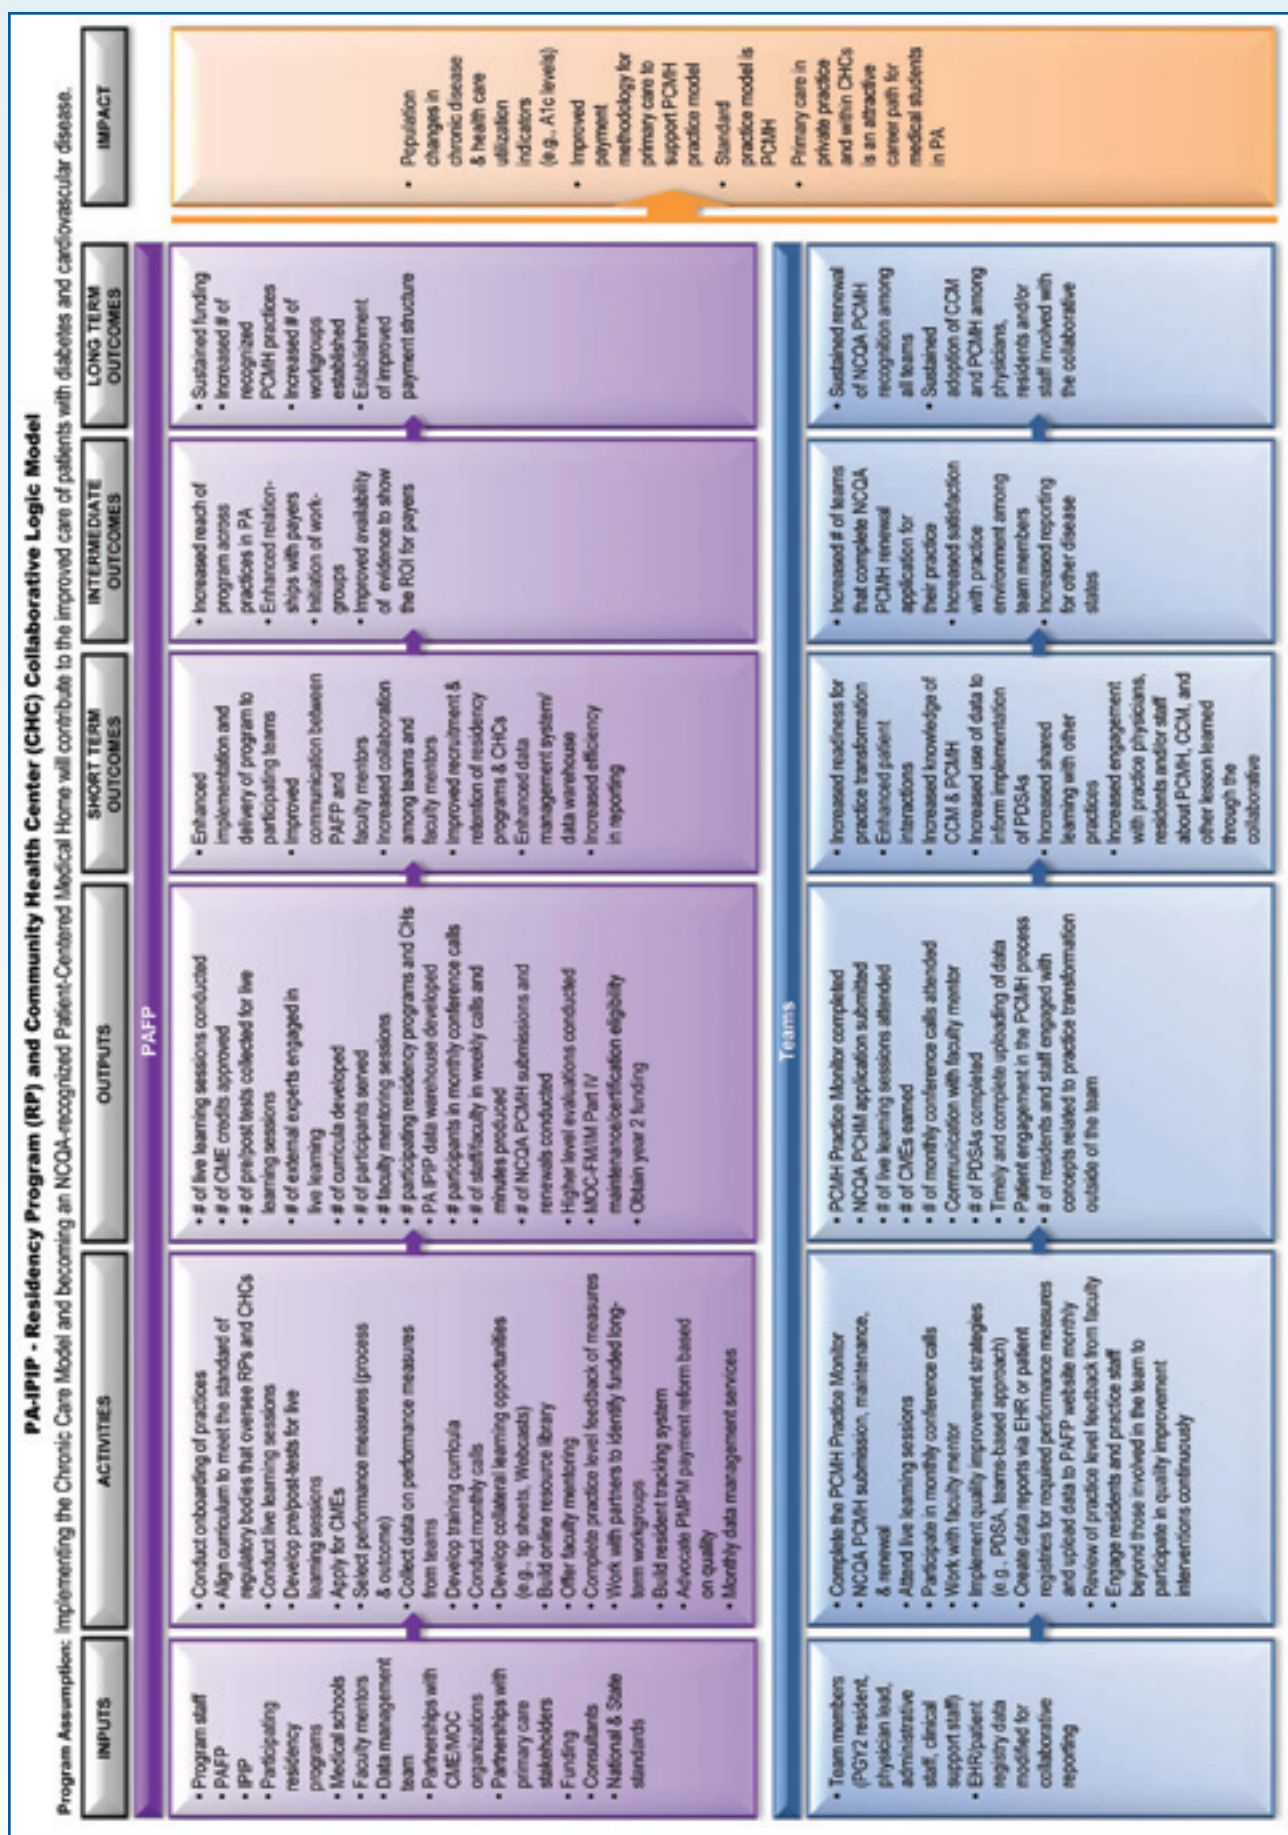 PA-IPIP - Residency Program (RP) and Community Health Center (CHC) Collaborative Logic Model
Program Assumption: Implementing the Chronic Care Model and becoming an NCQA-recognized Patient-Centered Medical Home will contribute to the improved care of patients with diabetes and cardiovascular disease.
INPUTS
ACTIVITIES
OUTPUTS
SHORT TERM
OUTCOMES
INTERMEDIATE
OUTCOMES
LONG TERM
OUTCOMES
IMPACT
PAFP
• Program staff
• PAFP
• IPIP
• Participating
residency
programs
• Medical schools
• Faculty mentors
• Data management
team
• Partnerships with
CME/MOC
organizations
• Partnerships with
primary care
stakeholders
• Funding
• Consultants
• National & State
standards
• Conduct onboarding of practices
• Align curriculum to meet the standard of
regulatory bodies that oversee RPs and CHCs
• Conduct live learning sessions
• Develop pre/post-tests for live
learning sessions
• Apply for CMEs
• Select performance measures (process
& outcome)
• Collect data on performance measures
from teams
• Develop training curricula
• Conduct monthly calls
• Develop collateral learning opportunities
(e.g., tip sheets, Webcasts)
• Build online resource library
• Offer faculty mentoring
• Complete practice level feedback of measures
• Work with partners to identify funded long-
term workgroups
• Build resident tracking system
• Advocate PMPM payment reform based
on quality
• Monthly data management services
• # of live learning sessions conducted
• # of CME credits approved
• # of pre/post tests collected for live
learning sessions
• # of external experts engaged in
live learning
• # of curricula developed
• # of participants served
• # faculty mentoring sessions
• # participating residency programs and CHs
• PA IPIP data warehouse developed
• # participants in monthly conference calls
• # of staff/faculty in weekly calls and
minutes produced
• # of NCQA PCMH submissions and
renewals conducted
• Higher level evaluations conducted
• MOC-FM/IM Part IV
maintenance/certification eligibility
• Obtain year 2 funding
• Enhanced
implementation and
delivery of program to
participating teams
• Improved
communication between
PAFP and
faculty mentors
• Increased collaboration
among teams and
faculty mentors
• Improved recruitment &
retention of residency
programs & CHCs
• Enhanced data
management system/
data warehouse
• Increased efficiency
in reporting
• Increased reach of
program across
practices in PA
• Enhanced relation-
ships with payers
• Initiation of work-
groups
• Improved availability
of evidence to show
the ROI for payers
• Sustained funding
• Increased # of
recognized
PCMH practices
• Increased # of
workgroups
established
• Establishment
of improved
payment structure
• Population
changes in
chronic disease
& health care
utilization
indicators
(e.g., A1c levels)
• Improved
payment
methodology for
primary care to
support PCMH
practice model
• Standard
practice model is
PCMH
• Primary care in
private practice
and within CHCs
is an attractive
career path for
medical students
in PA
Teams
• Team members
(PGY2 resident,
physician lead,
administrative
staff, clinical
support staff)
• EHR/patient
registry data
modified for
collaborative
reporting
• Complete the PCMH Practice Monitor
• NCQA PCMH submission, maintenance,
& renewal
• Attend live learning sessions
• Participate in monthly conference calls
• Work with faculty mentor
• Implement quality improvement strategies
(e.g., PDSA, teams-based approach)
• Create data reports via EHR or patient
registries for required performance measures
and upload data to PAFP website monthly
• Review of practice level feedback from faculty
• Engage residents and practice staff
beyond those involved in the team to
participate in quality improvement
interventions continuously
• PCMH Practice Monitor completed
• NCQA PCHM application submitted
• # of live learning sessions attended
• # of CMEs earned
• # of monthly conference calls attended
• Communication with faculty mentor
• # of PDSAs completed
• Timely and complete uploading of data
• Patient engagement in the PCMH process
• # of residents and staff engaged with
concepts related to practice transformation
outside of the team
• Increased readiness for
practice transformation
• Enhanced patient
interactions
• Increased knowledge of
CCM & PCMH
• Increased use of data to
inform implementation
of PDSAs
• Increased shared
learning with other
practices
• Increased engagement
with practice physicians,
residents and/or staff
about PCMH, CCM, and
other lesson learned
through the
collaborative
• Increased # of teams
that complete NCQA
PCMH renewal
application for
their practice
• Increased satisfaction
with practice
environment among
team members
• Increased reporting
for other disease
states
• Sustained renewal
of NCQA PCMH
recognition among
all teams
• Sustained
adoption of CCM
and PCMH among
physicians,
residents and/or
staff involved with
the collaborative